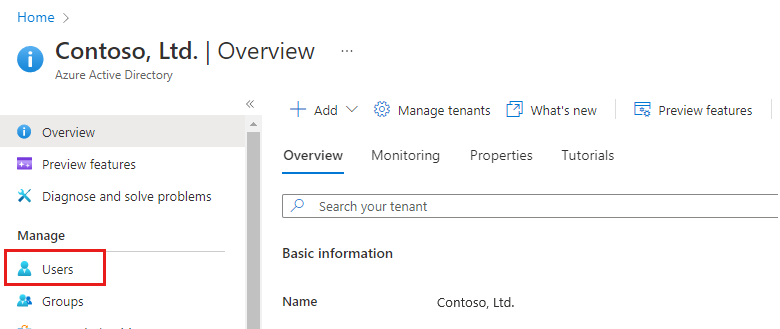 Home
Contoso, Ltd. | Overview ...
Azure Active Directory
Add Manage tenants What's new Preview features
Overview
Preview features
Diagnose and solve problems
Manage
Users
Groups
Overview Monitoring Properties Tutorials
Search your tenant
Basic information
Name Contoso, Ltd.